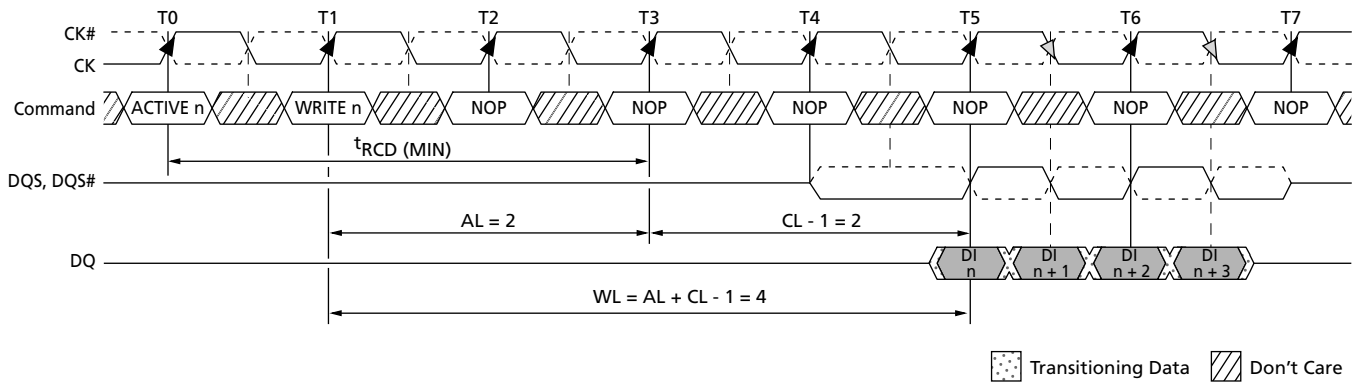 T0 T1 T2 T3 T4 T5 T6 T7
CK#
CK
Command ACTIVE n WRITE n NOP NOP NOP NOP NOP NOP
tRCD (MIN)
DQS, DQS#
AL = 2 CL - 1 = 2
DQ DI n DI n + 1 DI n + 2 DI n + 3
WL = AL + CL - 1 = 4
Transitioning Data Don't Care